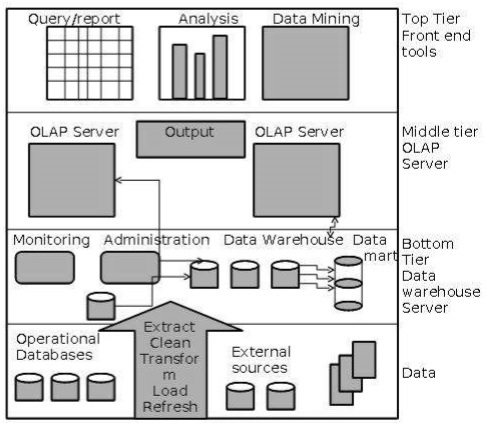 Query/report
Analysis
Data Mining
Top Tier
Front end
tools
OLAP Server
Output
OLAP Server
Middle tier
OLAP
Server
Monitoring
Administration
Data Warehouse
Data
mart
Bottom
Tier
Data
warehouse
Server
Operational
Databases
Extract
Clean
Transfor
m
Load
Refresh
External
sources
Data